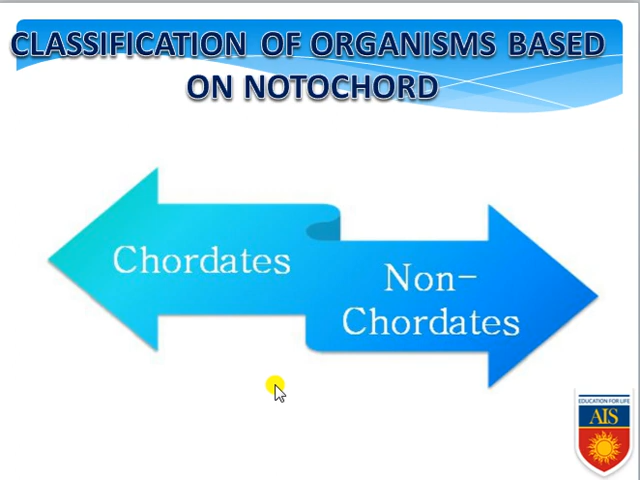 CLASSIFICATION OF ORGANISMS BASED
ON NOTOCHORD
Chordates
Non-
Chordates
EDUCATION FOR LIFE
AIS